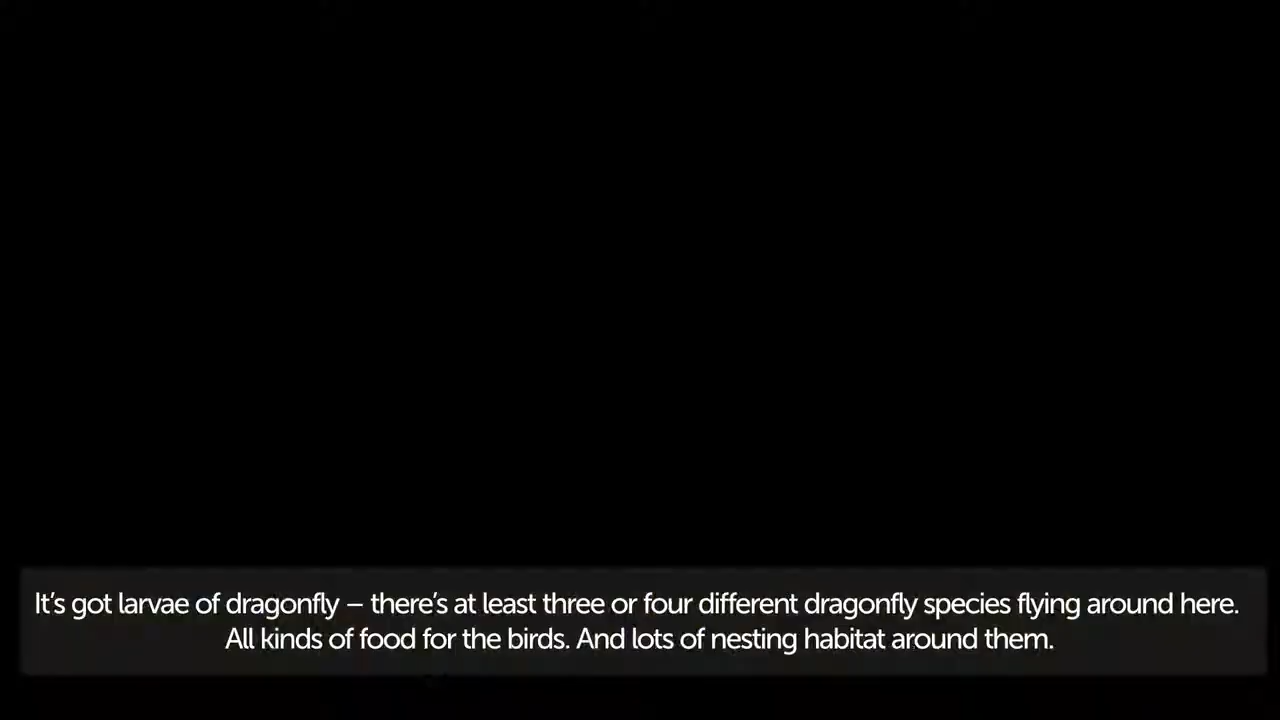 It's got larvae of dragonfly – there's at least three or four different dragonfly species flying around here.
All kinds of food for the birds. And lots of nesting habitat around them.